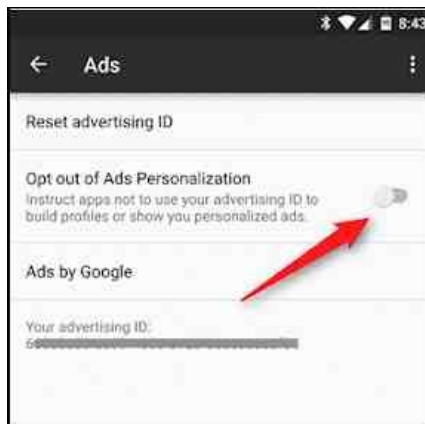 8:43
Ads
Reset advertising ID
Opt out of Ads Personalization
Instruct apps not to use your advertising ID to
build profiles or show you personalized ads.
Ads by Google
Your advertising ID:
6